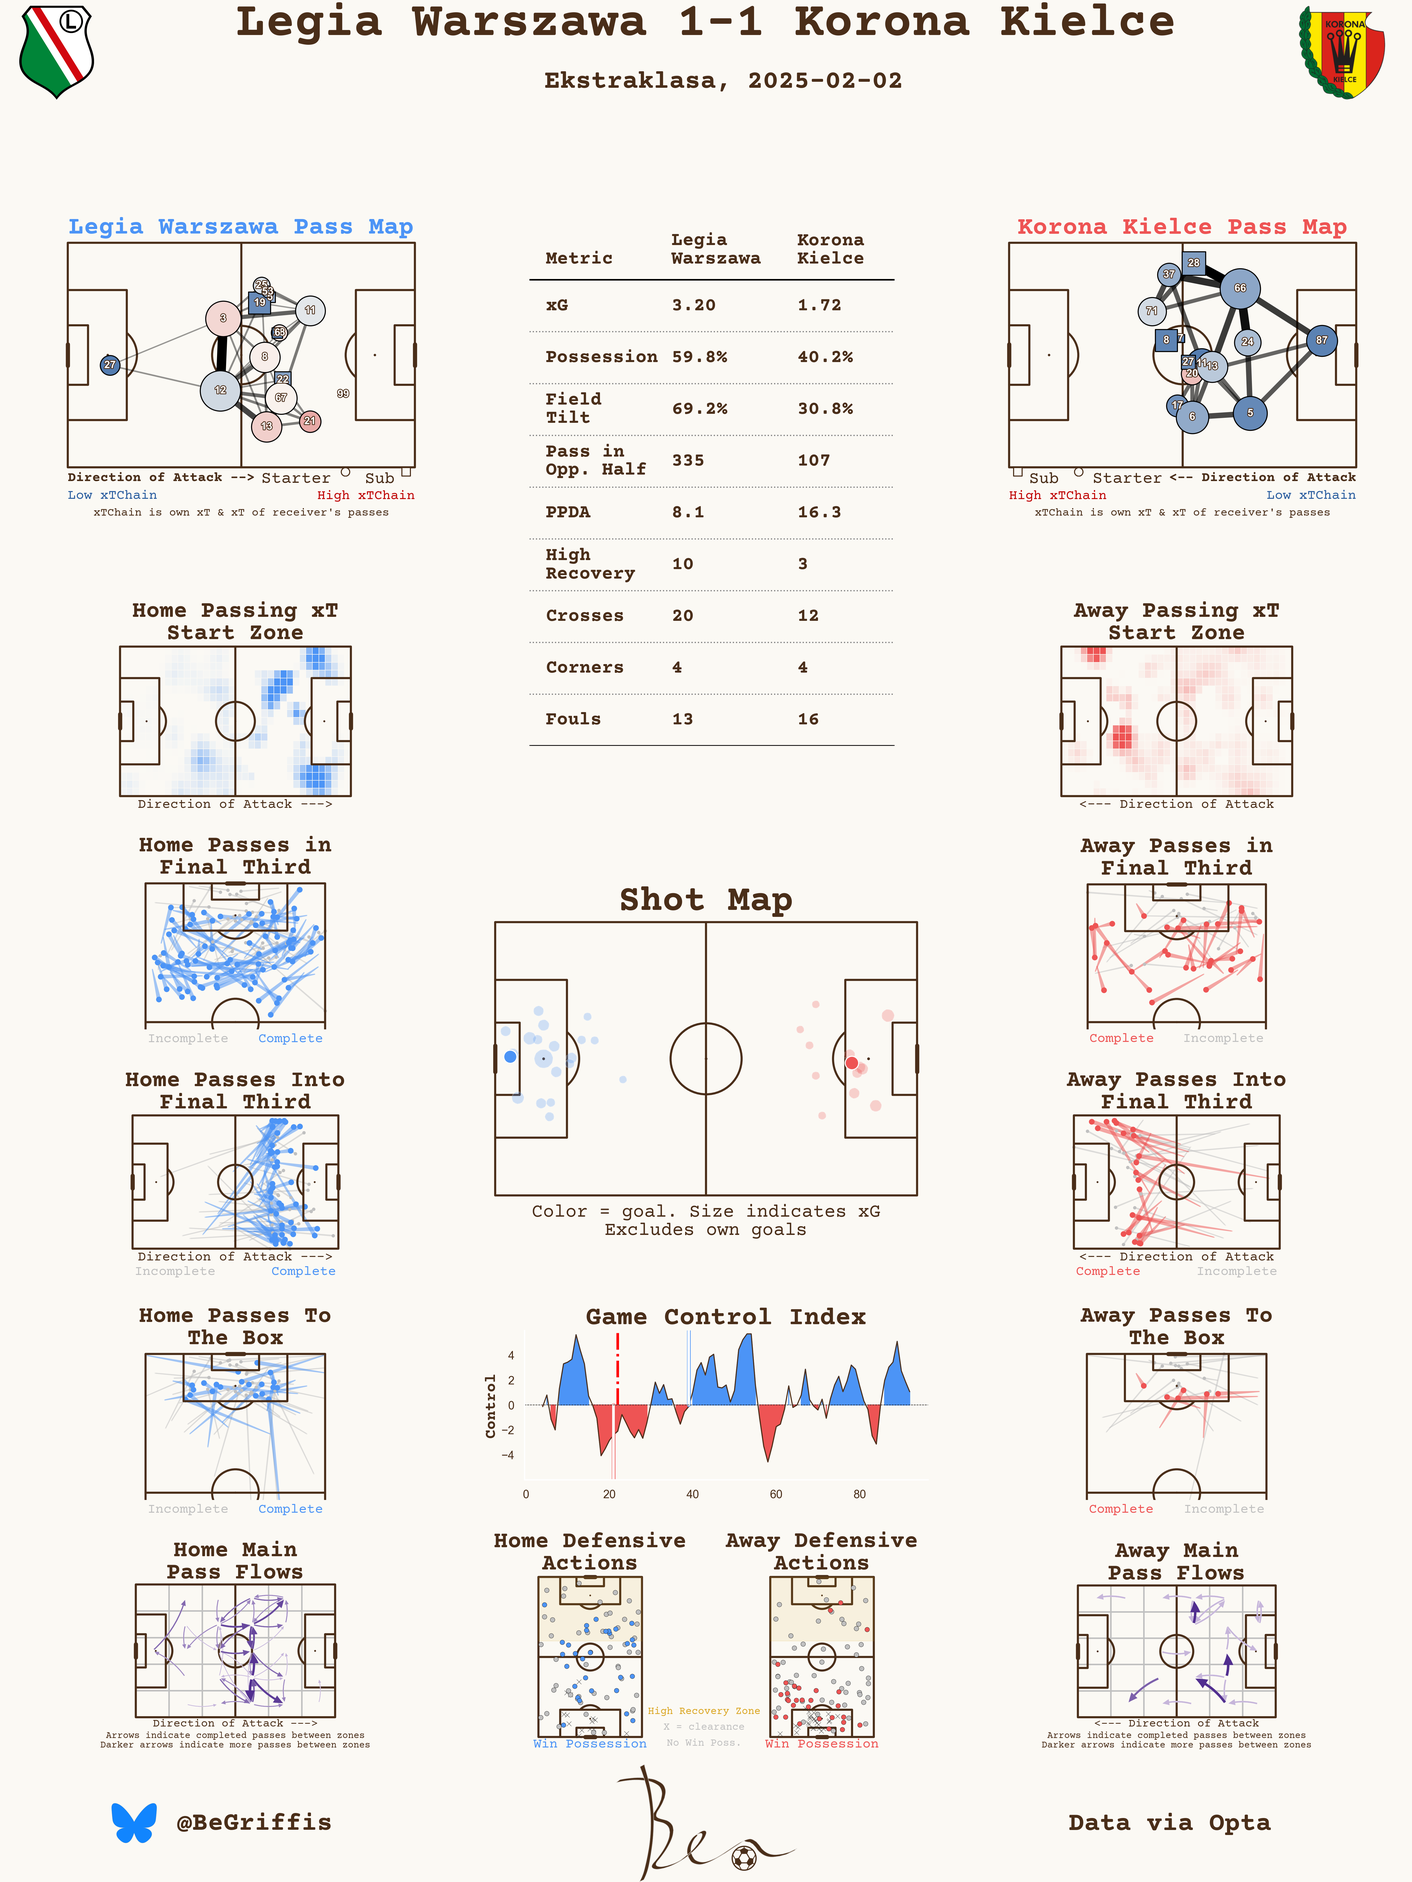 Legia Warszawa 1-1 Korona Kielce
Ekstraklasa, 2025-02-02
L
KORONA
KIELCE
Legia Warszawa Pass Map
27
3
12
25
53
19
11
68
8
22
67
13
21
99
Direction of Attack --> Starter Sub
Low xTChain High xTChain
xTChain is own xT & xT of receiver's passes
Metric Legia Warszawa Korona Kielce
xG 3.20 1.72
Possession 59.8% 40.2%
Field Tilt 69.2% 30.8%
Pass in Opp. Half 335 107
PPDA 8.1 16.3
High Recovery 10 3
Crosses 20 12
Corners 4 4
Fouls 13 16
Korona Kielce Pass Map
37
28
66
71
8
7
24
87
27
11
13
20
17
6
5
Sub Starter <-- Direction of Attack
High xTChain Low xTChain
xTChain is own xT & xT of receiver's passes
Home Passing xT
Start Zone
Direction of Attack --->
Away Passing xT
Start Zone
<--- Direction of Attack
Home Passes in
Final Third
Incomplete Complete
Away Passes in
Final Third
Complete Incomplete
Shot Map
Color = goal. Size indicates xG
Excludes own goals
Home Passes Into
Final Third
Direction of Attack --->
Incomplete Complete
Away Passes Into
Final Third
<--- Direction of Attack
Complete Incomplete
Home Passes To
The Box
Incomplete Complete
Game Control Index
Control
4
2
0
−2
−4
0 20 40 60 80
Away Passes To
The Box
Complete Incomplete
Home Main
Pass Flows
Direction of Attack --->
Arrows indicate completed passes between zones
Darker arrows indicate more passes between zones
Home Defensive
Actions
Win Possession
High Recovery Zone
X = clearance
No Win Poss.
Away Defensive
Actions
Win Possession
Away Main
Pass Flows
<--- Direction of Attack
Arrows indicate completed passes between zones
Darker arrows indicate more passes between zones
@BeGriffis
Ben
Data via Opta